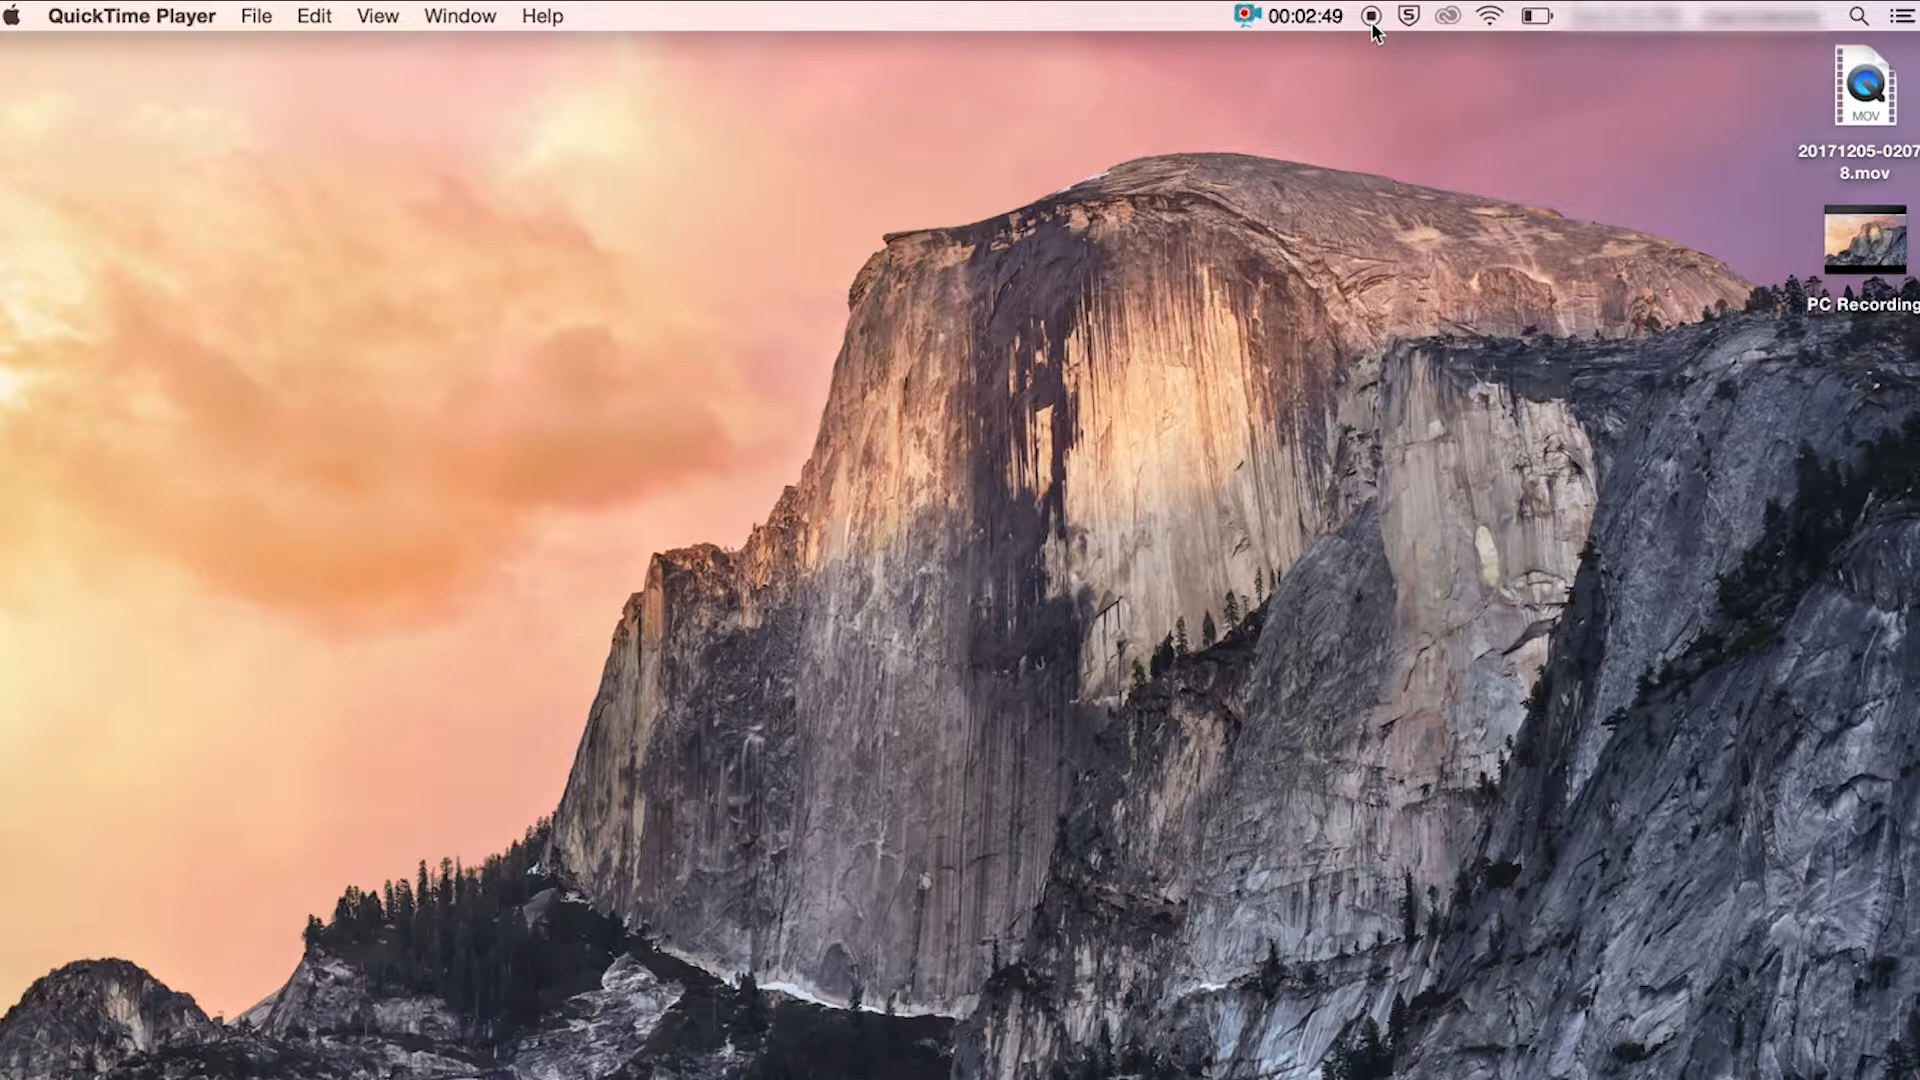 QuickTime Player File Edit View Window Help 00:02:49
MOV
20171205-0207
8.mov
PC Recording